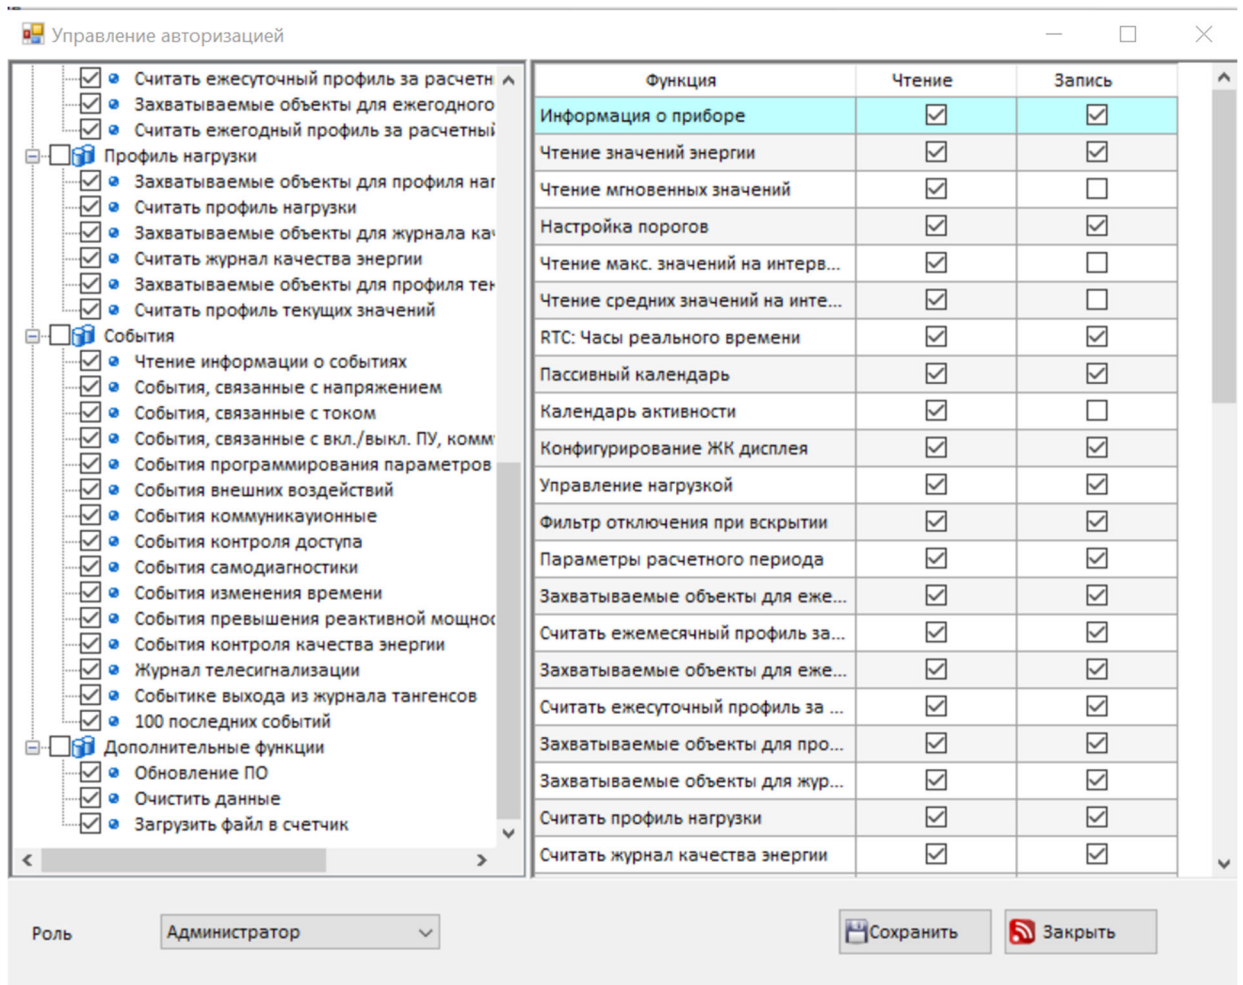 Управление авторизацией
Считать ежесуточный профиль за расчетн
Захватываемые объекты для ежегодного
Считать ежегодный профиль за расчетный
Профиль нагрузки
Захватываемые объекты для профиля наг
Считать профиль нагрузки
Захватываемые объекты для журнала кач
Считать журнал качества энергии
Захватываемые объекты для профиля тек
Считать профиль текущих значений
События
Чтение информации о событиях
События, связанные с напряжением
События, связанные с током
События, связанные с вкл./выкл. ПУ, комм
События программирования параметров
События внешних воздействий
События коммуникауионные
События контроля доступа
События самодиагностики
События изменения времени
События превышения реактивной мощнос
События контроля качества энергии
Журнал телесигнализации
Событике выхода из журнала тангенсов
100 последних событий
Дополнительные функции
Обновление ПО
Очистить данные
Загрузить файл в счетчик
Функция Чтение Запись
Информация о приборе
Чтение значений энергии
Чтение мгновенных значений
Настройка порогов
Чтение макс. значений на интерв...
Чтение средних значений на инте...
RTC: Часы реального времени
Пассивный календарь
Календарь активности
Конфигурирование ЖК дисплея
Управление нагрузкой
Фильтр отключения при вскрытии
Параметры расчетного периода
Захватываемые объекты для еже...
Считать ежемесячный профиль за...
Захватываемые объекты для еже...
Считать ежесуточный профиль за ...
Захватываемые объекты для про...
Захватываемые объекты для жур...
Считать профиль нагрузки
Считать журнал качества энергии
Роль Администратор Сохранить Закрыть